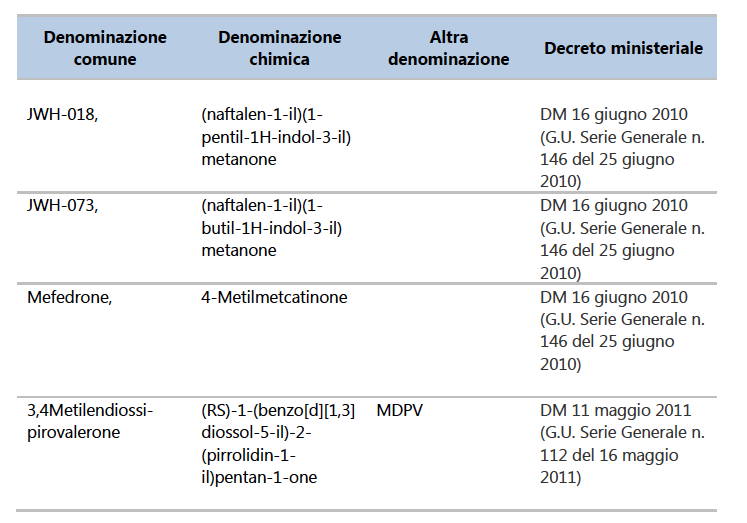 Denominazione comune
Denominazione chimica
Altra denominazione
Decreto ministeriale
JWH-018,
(naftalen-1-il)(1-
pentil-1H-indol-3-il)
metanone
DM 16 giugno 2010
(G.U. Serie Generale n.
146 del 25 giugno
2010)
JWH-073,
(naftalen-1-il)(1-
butil-1H-indol-3-il)
metanone
DM 16 giugno 2010
(G.U. Serie Generale n.
146 del 25 giugno
2010)
Mefedrone,
4-Metilmetcatinone
DM 16 giugno 2010
(G.U. Serie Generale n.
146 del 25 giugno
2010)
3,4Metilendiossi-
pirovalerone
(RS)-1-(benzo[d][1,3]
diossol-5-il)-2-
(pirrolidin-1-
il)pentan-1-one
MDPV
DM 11 maggio 2011
(G.U. Serie Generale n.
112 del 16 maggio
2011)